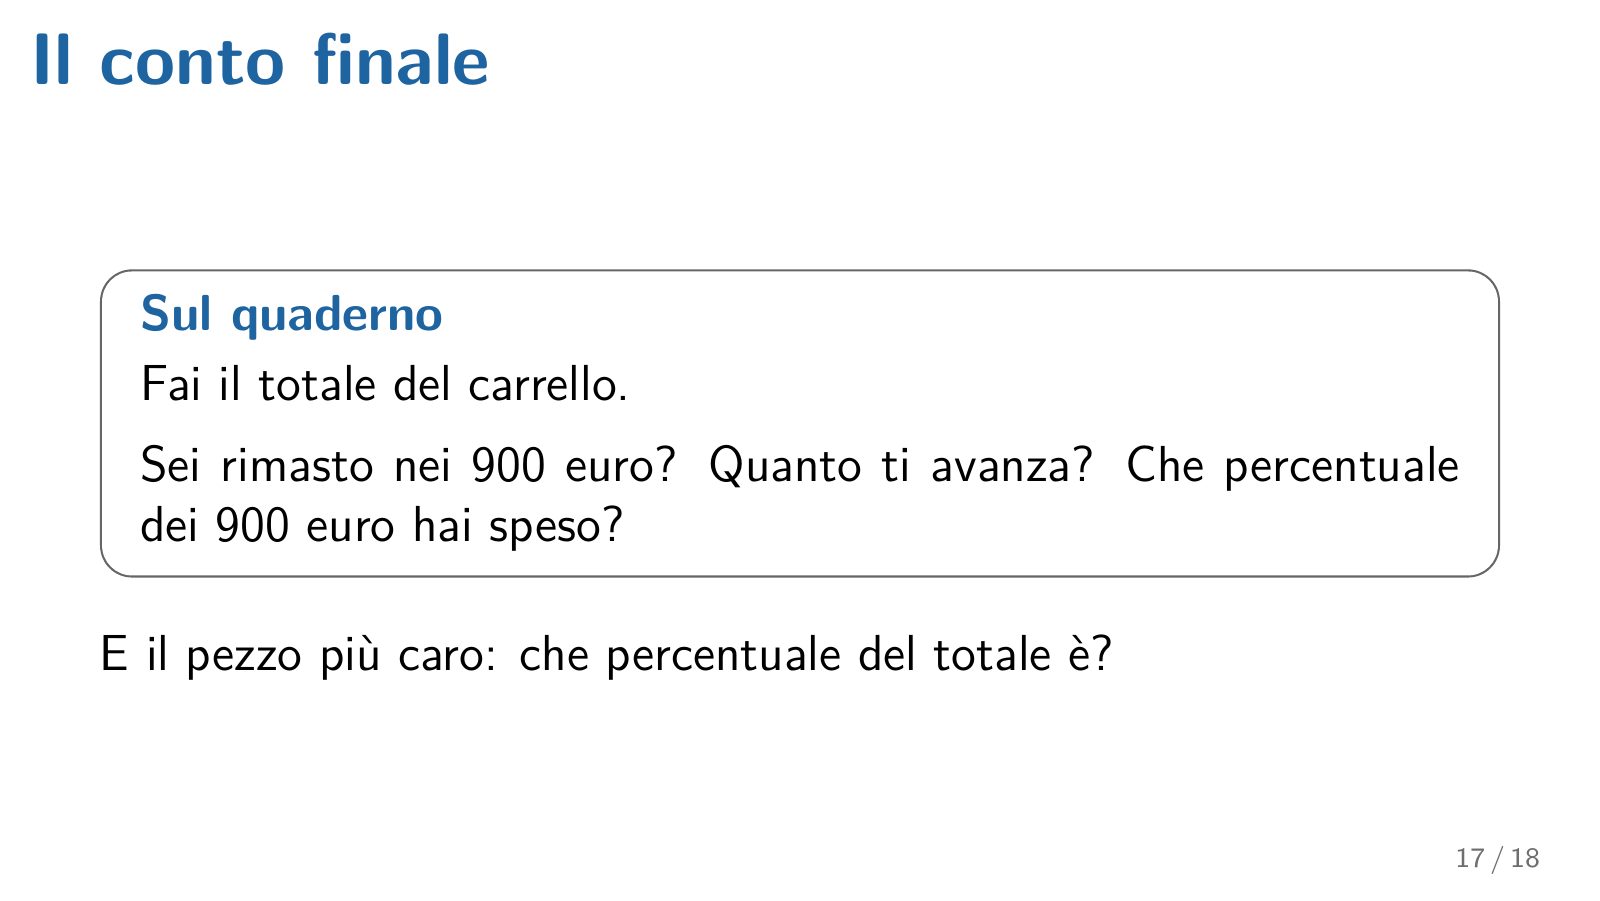 Il conto finale
Sul quaderno
Fai il totale del carrello.
Sei rimasto nei 900 euro? Quanto ti avanza? Che percentuale
dei 900 euro hai speso?
E il pezzo più caro: che percentuale del totale è?
17 / 18